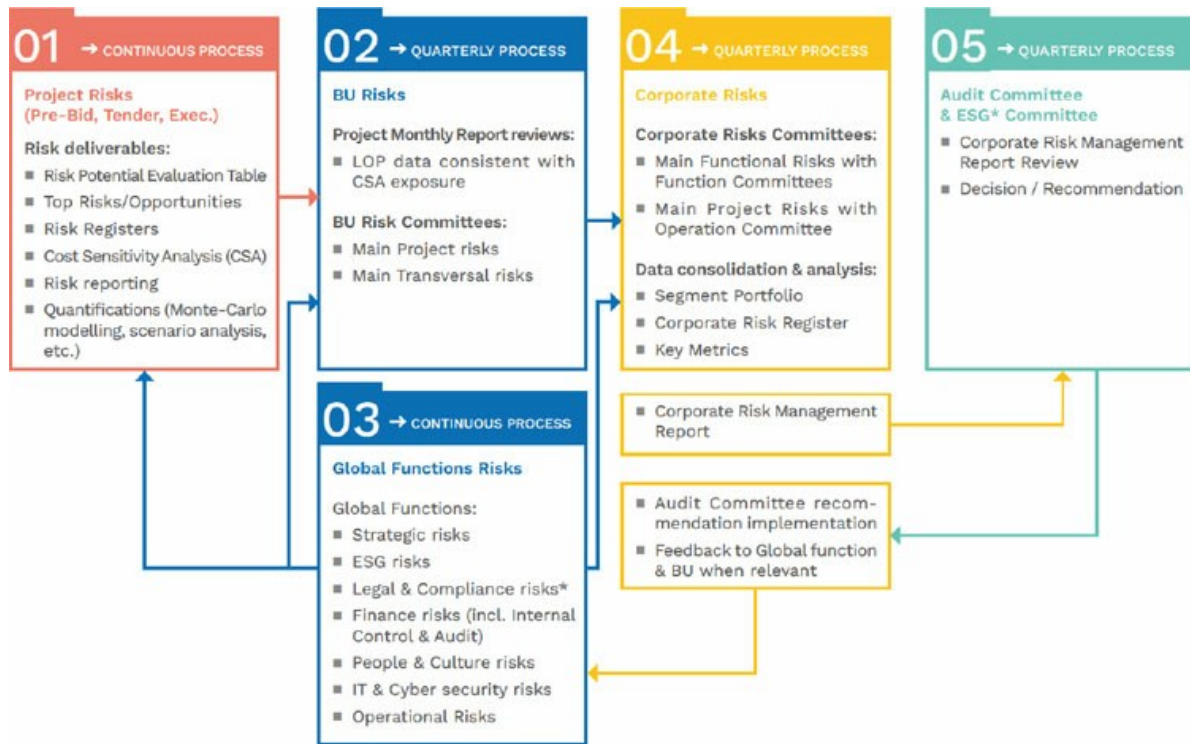 01 → CONTINUOUS PROCESS
Project Risks
(Pre-Bid, Tender, Exec.)
Risk deliverables:
■ Risk Potential Evaluation Table
■ Top Risks/Opportunities
■ Risk Registers
■ Cost Sensitivity Analysis (CSA)
■ Risk reporting
■ Quantifications (Monte-Carlo
modelling, scenario analysis,
etc.)
02 → QUARTERLY PROCESS
BU Risks
Project Monthly Report reviews:
■ LOP data consistent with
CSA exposure
BU Risk Committees:
■ Main Project risks
■ Main Transversal risks
03 → CONTINUOUS PROCESS
Global Functions Risks
Global Functions:
■ Strategic risks
■ ESG risks
■ Legal & Compliance risks*
■ Finance risks (incl. Internal
Control & Audit)
■ People & Culture risks
■ IT & Cyber security risks
■ Operational Risks
04 → QUARTERLY PROCESS
Corporate Risks
Corporate Risks Committees:
■ Main Functional Risks with
Function Committees
■ Main Project Risks with
Operation Committee
Data consolidation & analysis:
■ Segment Portfolio
■ Corporate Risk Register
■ Key Metrics
■ Corporate Risk Management
Report
■ Audit Committee recom-
mendation implementation
■ Feedback to Global function
& BU when relevant
05 → QUARTERLY PROCESS
Audit Committee
& ESG* Committee
■ Corporate Risk Management
Report Review
■ Decision / Recommendation